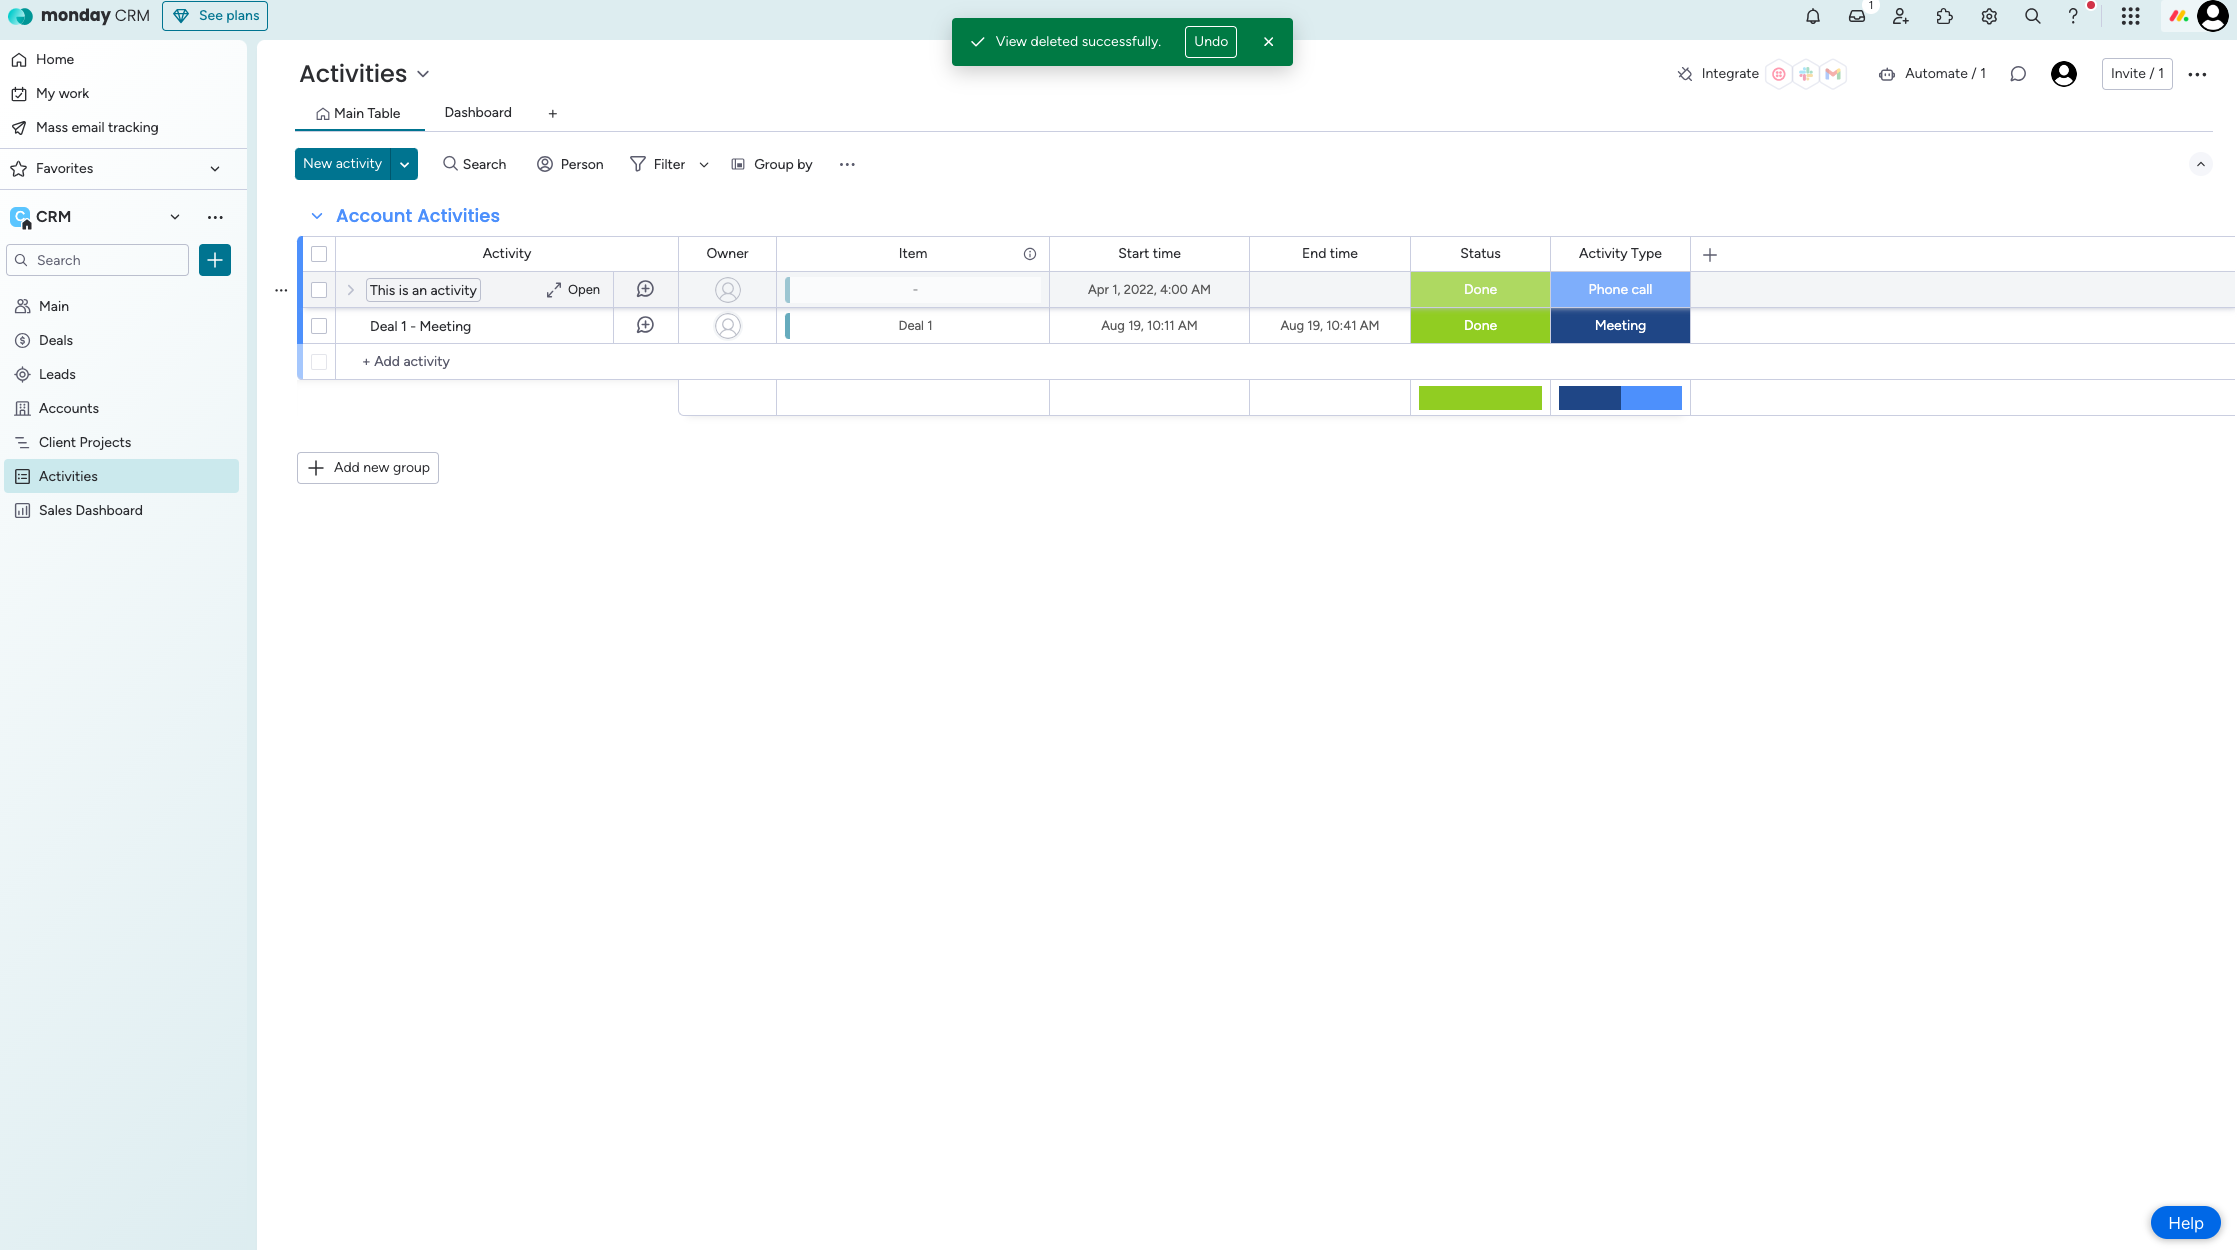 monday CRM
See plans
1
View deleted successfully.
Undo
Home
My work
Mass email tracking
Favorites
C
CRM
Search
Main
Deals
Leads
Accounts
Client Projects
Activities
Sales Dashboard
Activities
Integrate
Automate / 1
Invite / 1
Main Table
Dashboard
+
New activity
Search
Person
Filter
Group by
Account Activities
Activity
Owner
Item
Start time
End time
Status
Activity Type
This is an activity
Open
-
Apr 1, 2022, 4:00 AM
Done
Phone call
Deal 1 - Meeting
Deal 1
Aug 19, 10:11 AM
Aug 19, 10:41 AM
Done
Meeting
+ Add activity
Add new group
Help